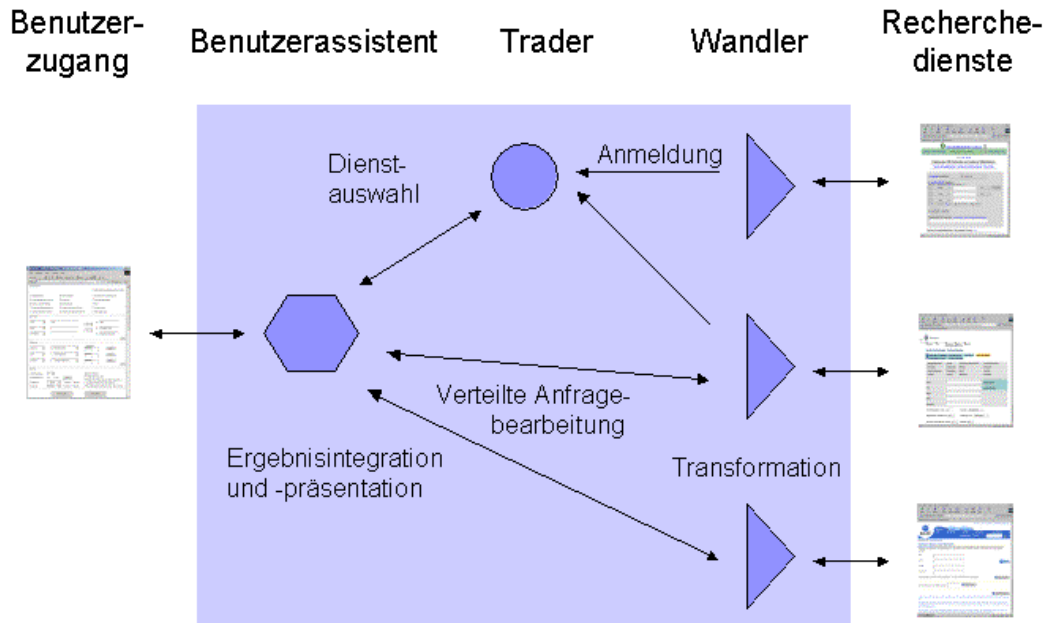 Benutzer-
zugang
Benutzerassistent
Trader
Wandler
Recherche-
dienste
Dienst-
auswahl
Anmeldung
Verteilte Anfrage-
bearbeitung
Ergebnisintegration
und -präsentation
Transformation